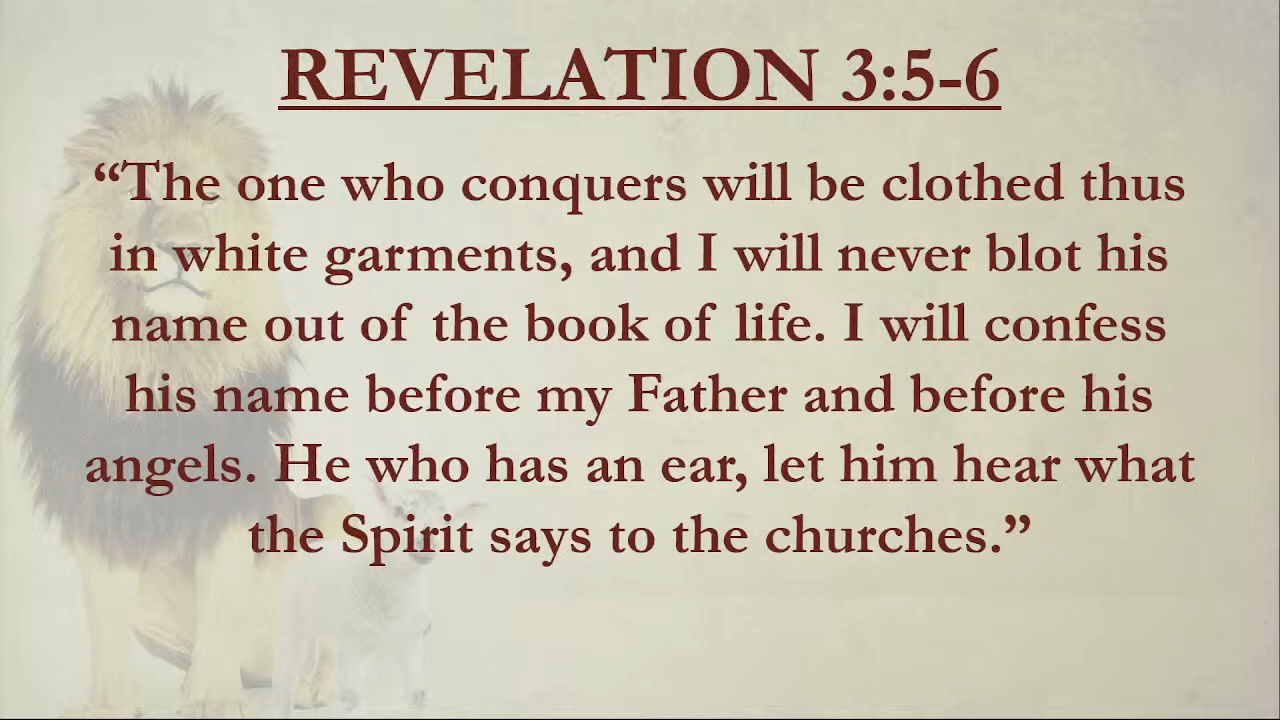 REVELATION 3:5-6
“The one who conquers will be clothed thus
in white garments, and I will never blot his
name out of the book of life. I will confess
his name before my Father and before his
angels. He who has an ear, let him hear what
the Spirit says to the churches.”